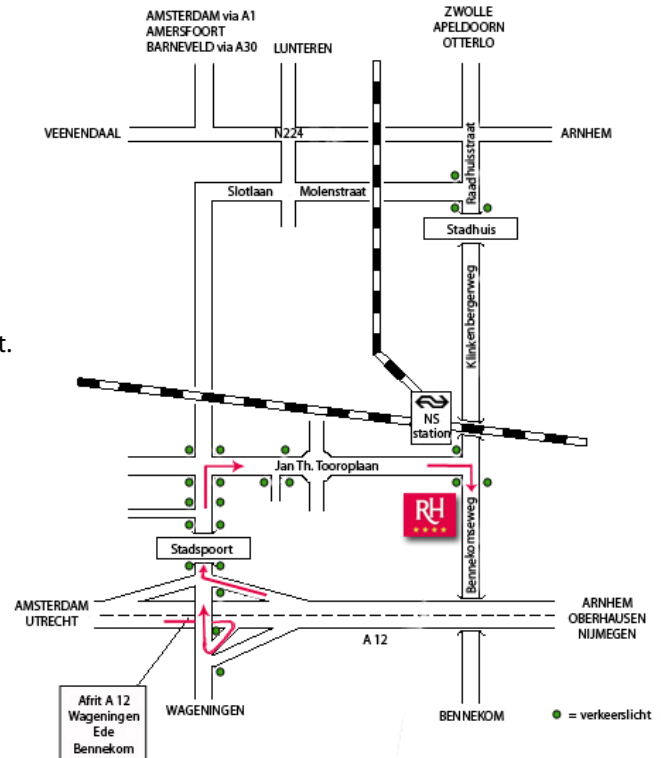 AMSTERDAM via A1
AMERSFOORT
BARNEVELD via A30
LUNTEREN
ZWOLLE
APELDOORN
OTTERLO
VEENENDAAL
N224
ARNHEM
Raadhuisstraat
Slotlaan
Molenstraat
Stadhuis
Klinkenbergerweg
t.
NS
station
Jan Th. Tooroplaan
RH
Bennekomseweg
Stadspoort
AMSTERDAM
UTRECHT
ARNHEM
OBERHAUSEN
NIJMEGEN
A 12
Afrit A 12
Wageningen
Ede
Bennekom
WAGENINGEN
BENNEKOM
= verkeerslicht